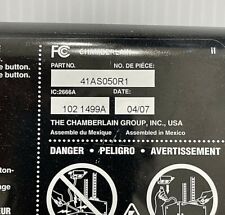 FC CHAMBERLAIN
e button.
button.
PART NO. NO. DE PIÈCE:
41AS050R1
IC:2666A DATE:
102 1499A 04/07
THE CHAMBERLAIN GROUP, INC., USA
Assemble du Mexique Assembled in Mexico
DANGER • PELIGRO • AVERTISSEMENT